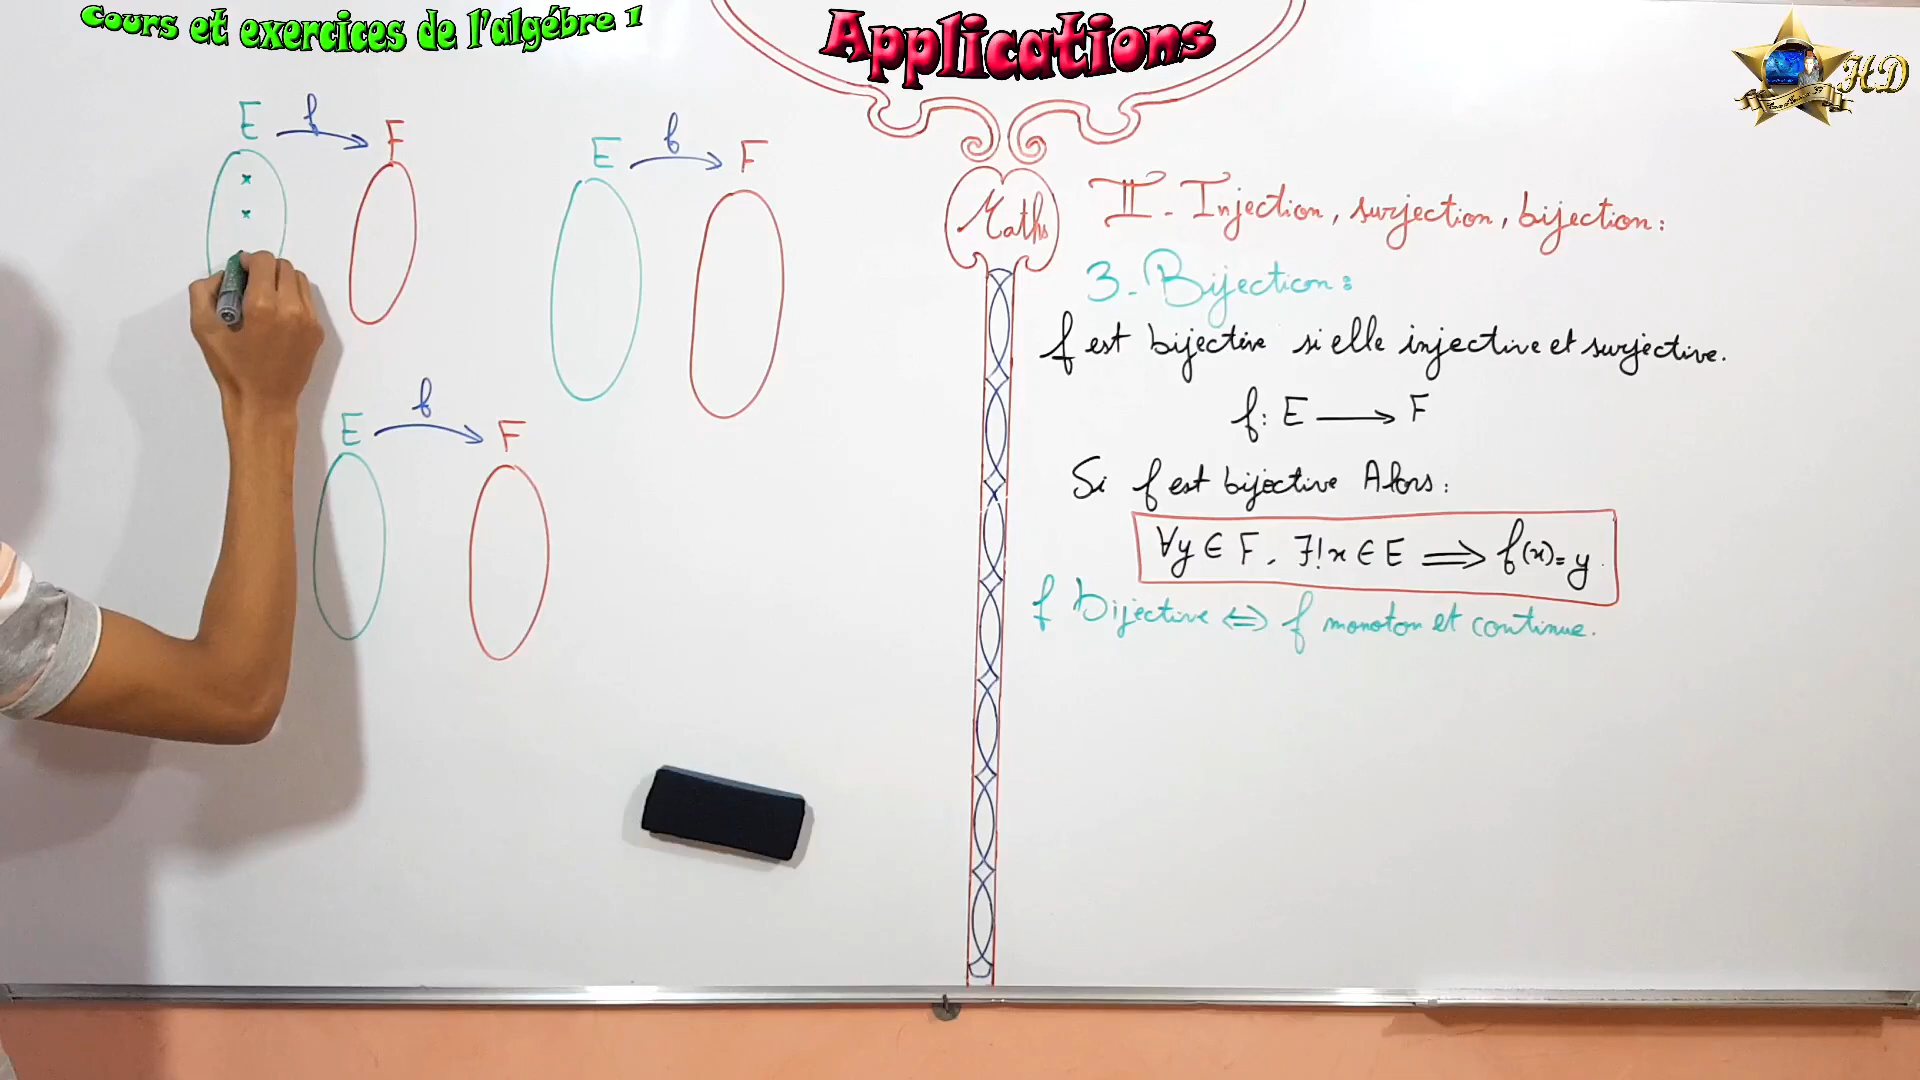 Cours et exercices de l'algébre 1
Applications
HD
E f F
E f F
E f F
Maths
II - Injection, surjection, bijection :
3 - Bijection :
f est bijective si elle injective et surjective.
f : E ⟶ F
Si f est bijective Alors :
∀y ∈ F, ∃!x ∈ E ⟹ f(x) = y.
f Bijective ⇔ f monoton et continue.